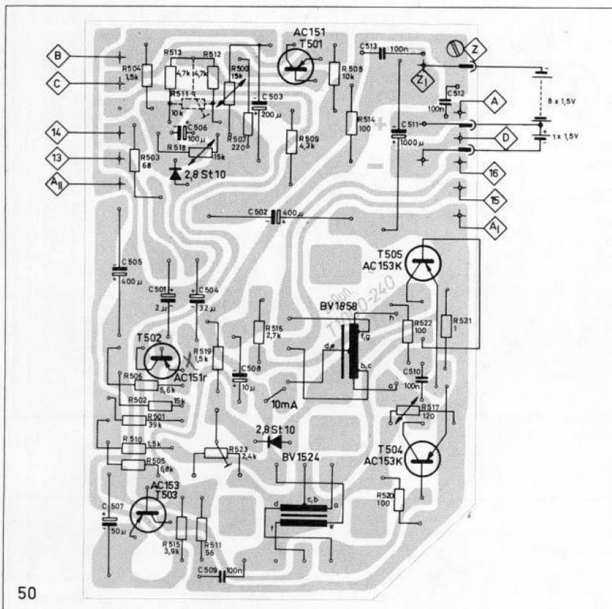 B
C
14
13
A II
R504
1,5k
R513
4,7k
R512
4,7k
R511
10k
C506
100µ
R518
15k
R503
68
2,8 St 10
R500
15k
C503
200µ
R507
220
AC151
T501
R508
10k
R509
4,3k
C513
100n
R514
100
C511
1000µ
Z I
Z
C512
100n
A
D
16
15
A I
8 x 1,5V
1 x 1,5V
C502
400µ
C505
400µ
C501
2µ
C504
32µ
T502
AC151r
R506
5,6k
R502
15k
R501
39k
R510
1,5k
R505
6,8k
R519
1,5k
C508
10µ
R516
2,7k
10mA
BV1858
d,e
f,g
h
b,c
a
T505
AC153K
R522
100
R521
1
C510
100n
R517
120
T504
AC153K
R520
100
R523
2,4k
2,8 St 10
BV1524
d
c,b
a
f
e
AC153
T503
C507
50µ
R515
3,9k
R511
56
C509
100n
50